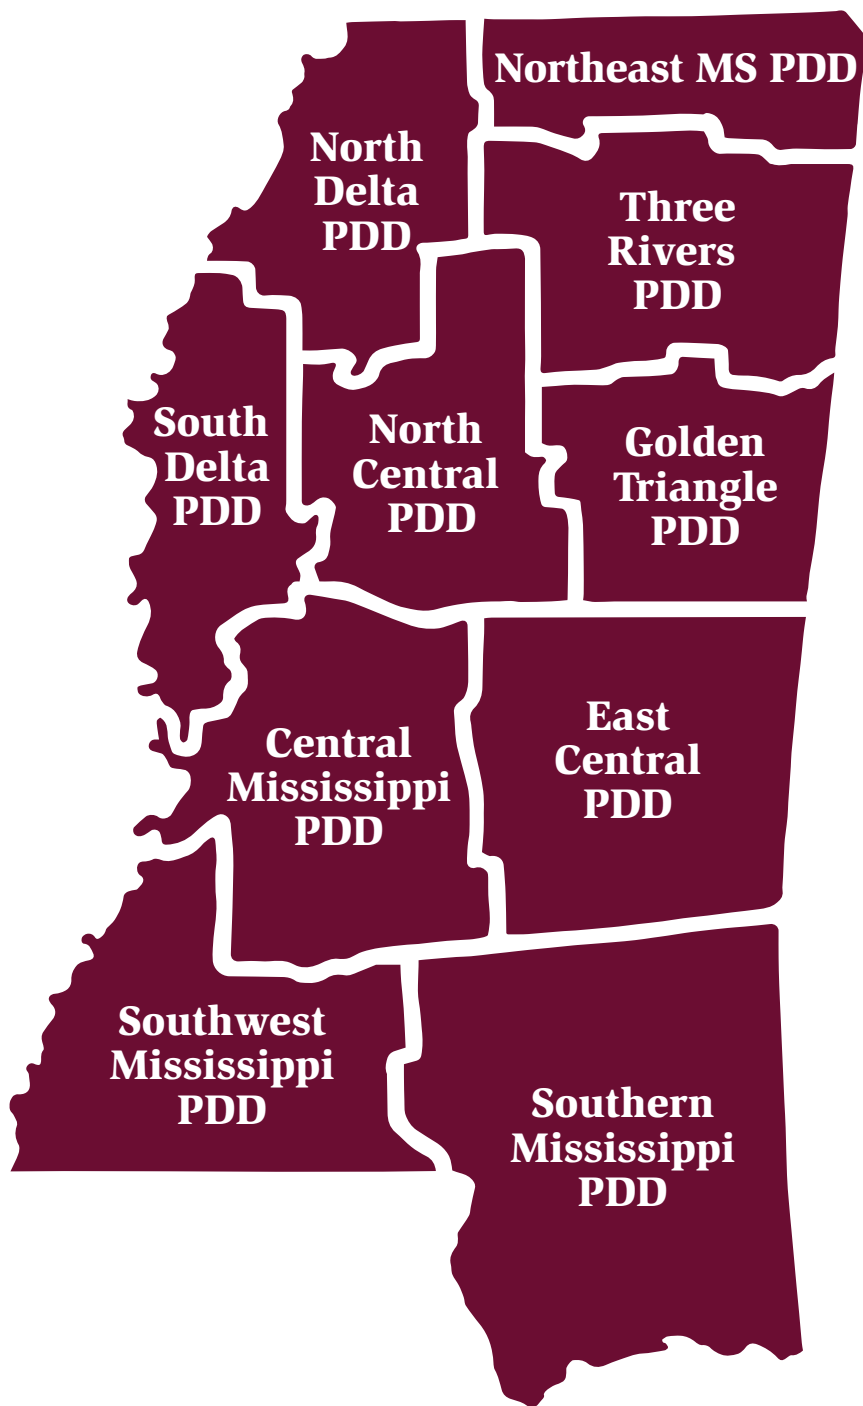 Northeast MS PDD
North
Delta
PDD
Three
Rivers
PDD
South
Delta
PDD
North
Central
PDD
Golden
Triangle
PDD
Central
Mississippi
PDD
East
Central
PDD
Southwest
Mississippi
PDD
Southern
Mississippi
PDD